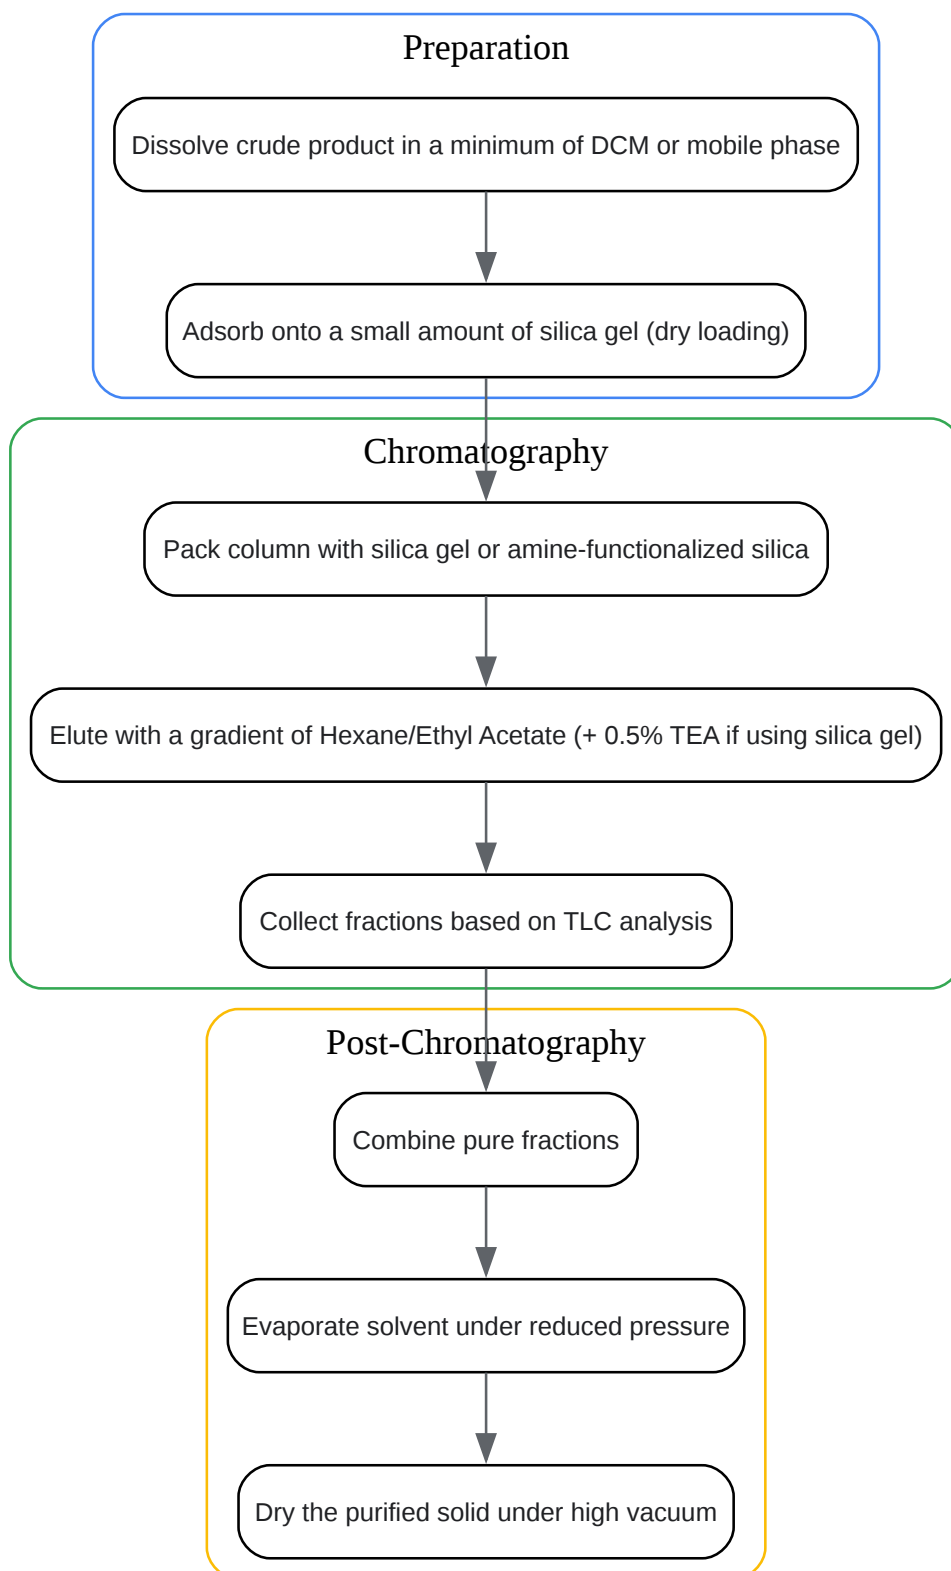 Preparation
Dissolve crude product in a minimum of DCM or mobile phase
Adsorb onto a small amount of silica gel (dry loading)
Chromatography
Pack column with silica gel or amine-functionalized silica
Elute with a gradient of Hexane/Ethyl Acetate (+ 0.5% TEA if using silica gel)
Collect fractions based on TLC analysis
Post-Chromatography
Combine pure fractions
Evaporate solvent under reduced pressure
Dry the purified solid under high vacuum